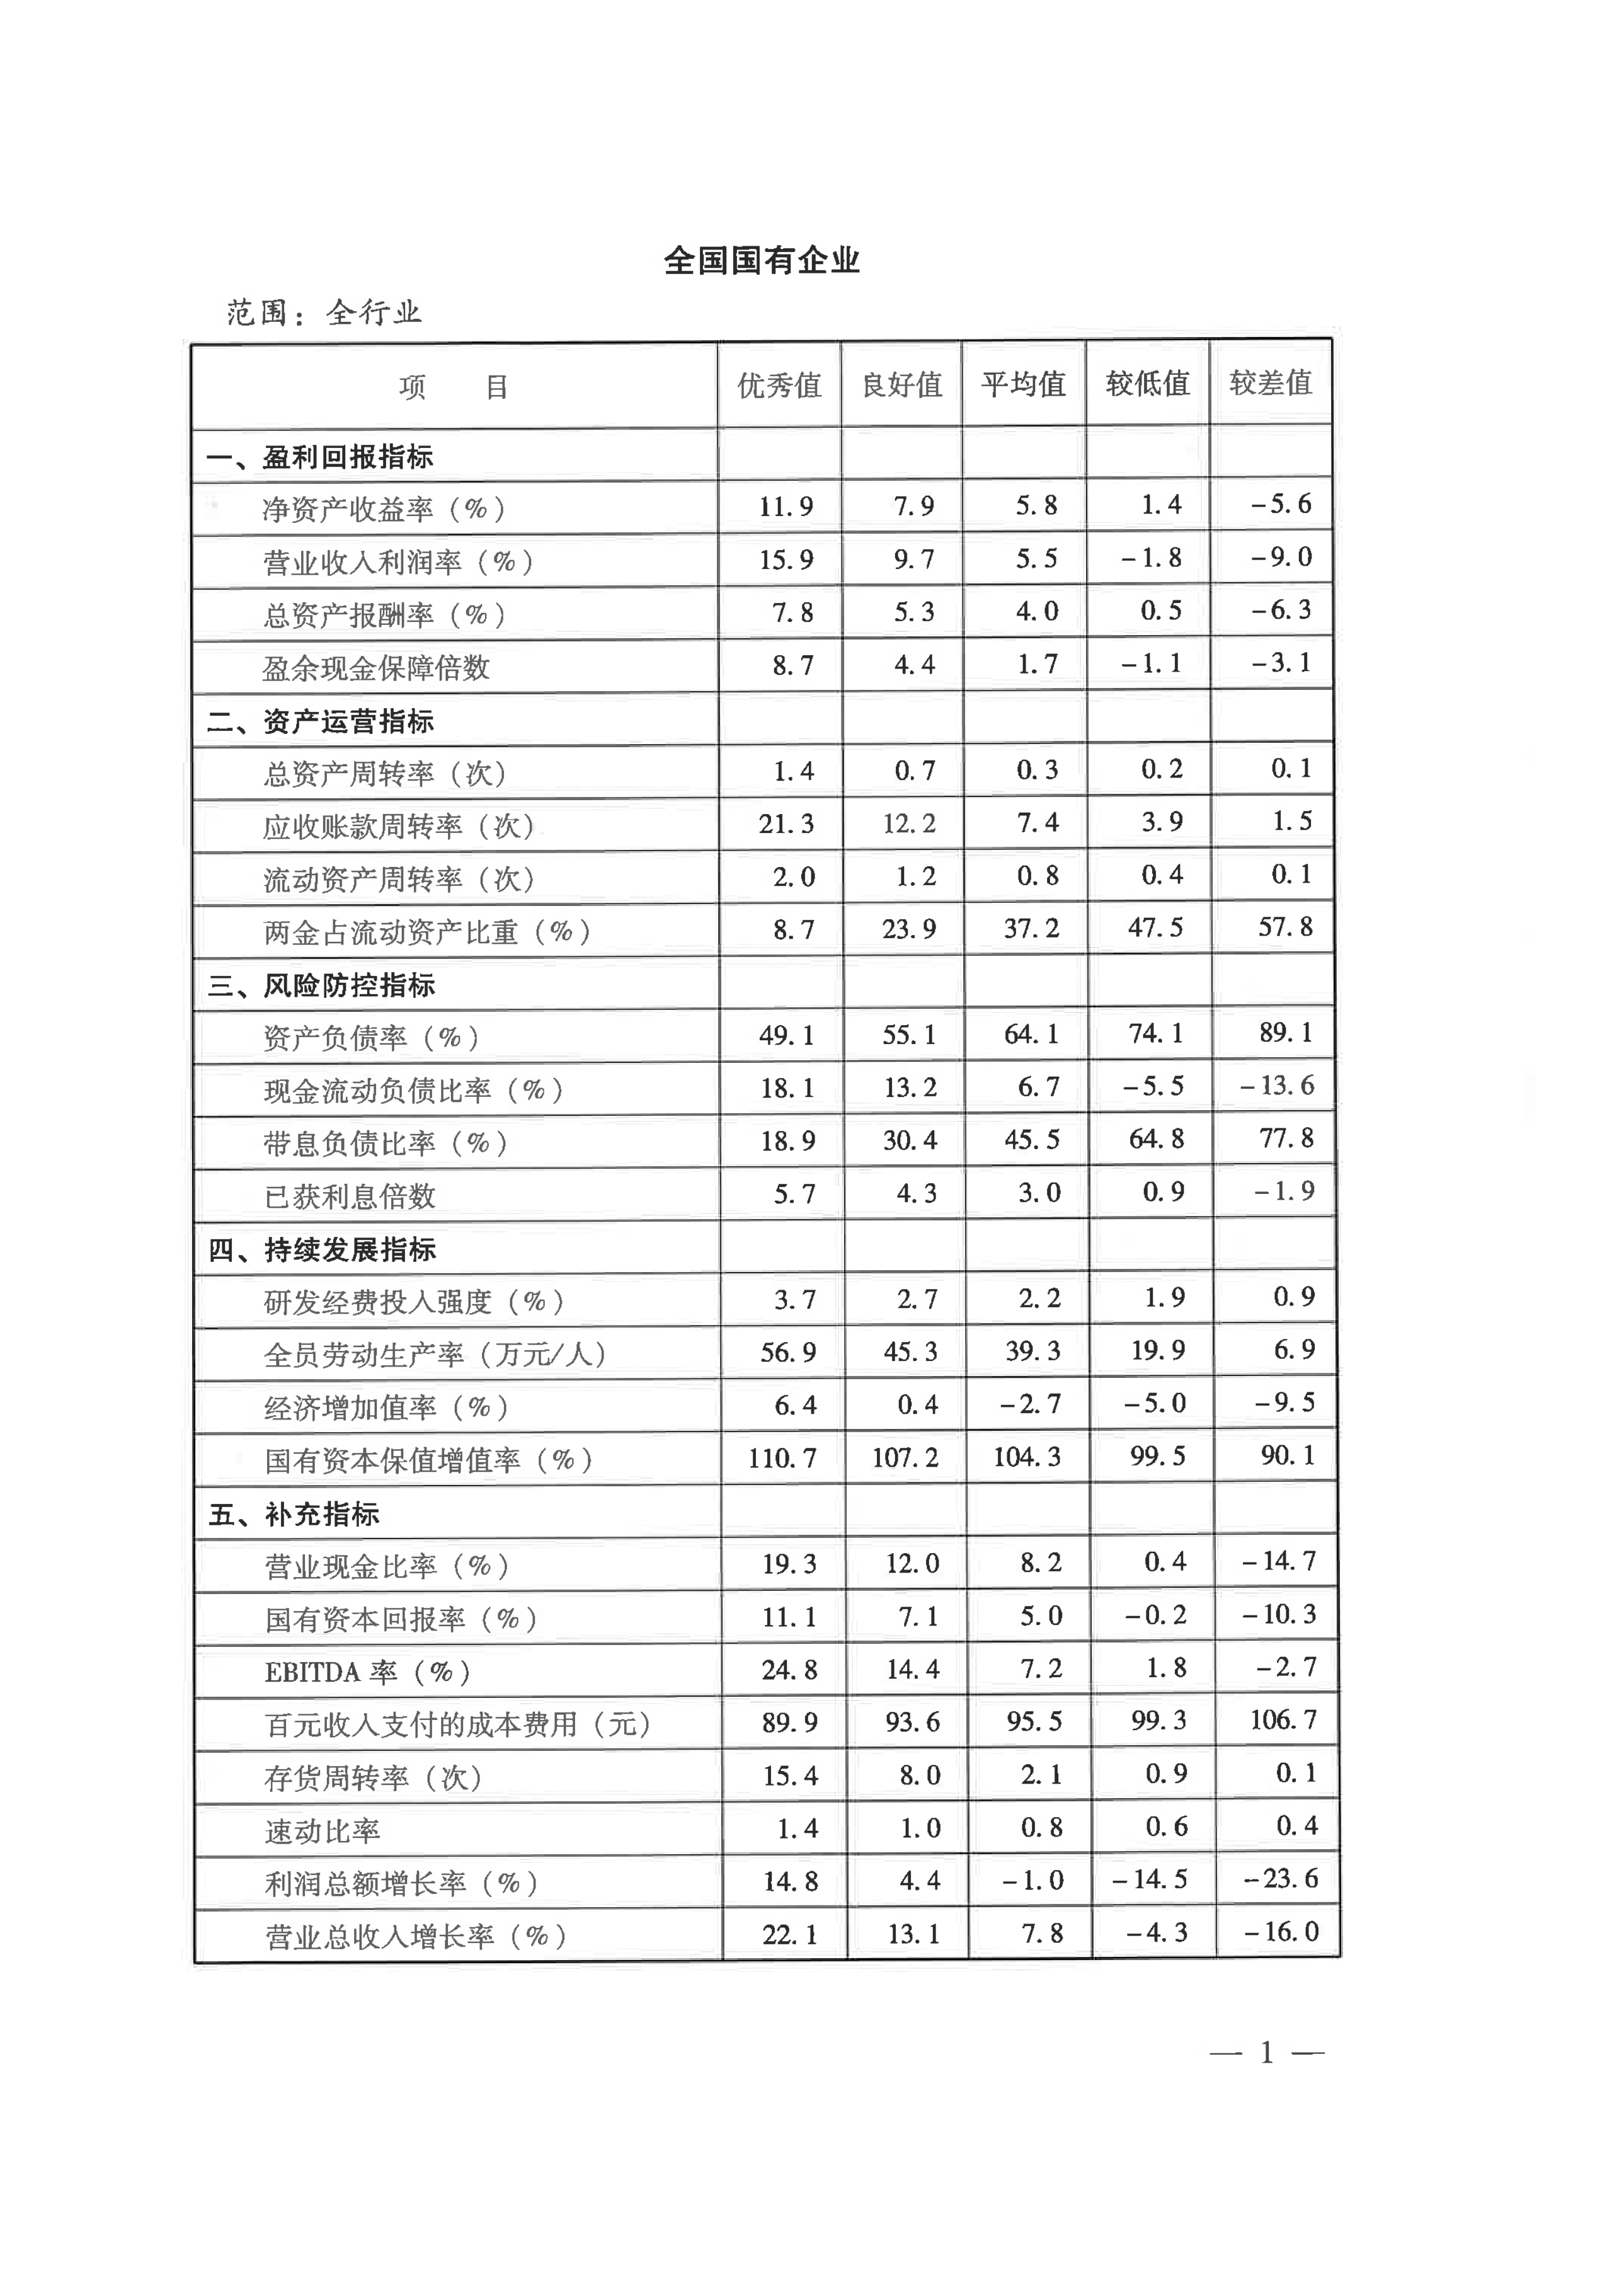 全国国有企业
范围：全行业
项 目 优秀值 良好值 平均值 较低值 较差值
一、盈利回报指标
净资产收益率（%） 11.9 7.9 5.8 1.4 -5.6
营业收入利润率（%） 15.9 9.7 5.5 -1.8 -9.0
总资产报酬率（%） 7.8 5.3 4.0 0.5 -6.3
盈余现金保障倍数 8.7 4.4 1.7 -1.1 -3.1
二、资产运营指标
总资产周转率（次） 1.4 0.7 0.3 0.2 0.1
应收账款周转率（次） 21.3 12.2 7.4 3.9 1.5
流动资产周转率（次） 2.0 1.2 0.8 0.4 0.1
两金占流动资产比重（%） 8.7 23.9 37.2 47.5 57.8
三、风险防控指标
资产负债率（%） 49.1 55.1 64.1 74.1 89.1
现金流动负债比率（%） 18.1 13.2 6.7 -5.5 -13.6
带息负债比率（%） 18.9 30.4 45.5 64.8 77.8
已获利息倍数 5.7 4.3 3.0 0.9 -1.9
四、持续发展指标
研发经费投入强度（%） 3.7 2.7 2.2 1.9 0.9
全员劳动生产率（万元/人） 56.9 45.3 39.3 19.9 6.9
经济增加值率（%） 6.4 0.4 -2.7 -5.0 -9.5
国有资本保值增值率（%） 110.7 107.2 104.3 99.5 90.1
五、补充指标
营业现金比率（%） 19.3 12.0 8.2 0.4 -14.7
国有资本回报率（%） 11.1 7.1 5.0 -0.2 -10.3
EBITDA 率（%） 24.8 14.4 7.2 1.8 -2.7
百元收入支付的成本费用（元） 89.9 93.6 95.5 99.3 106.7
存货周转率（次） 15.4 8.0 2.1 0.9 0.1
速动比率 1.4 1.0 0.8 0.6 0.4
利润总额增长率（%） 14.8 4.4 -1.0 -14.5 -23.6
营业总收入增长率（%） 22.1 13.1 7.8 -4.3 -16.0
— 1 —